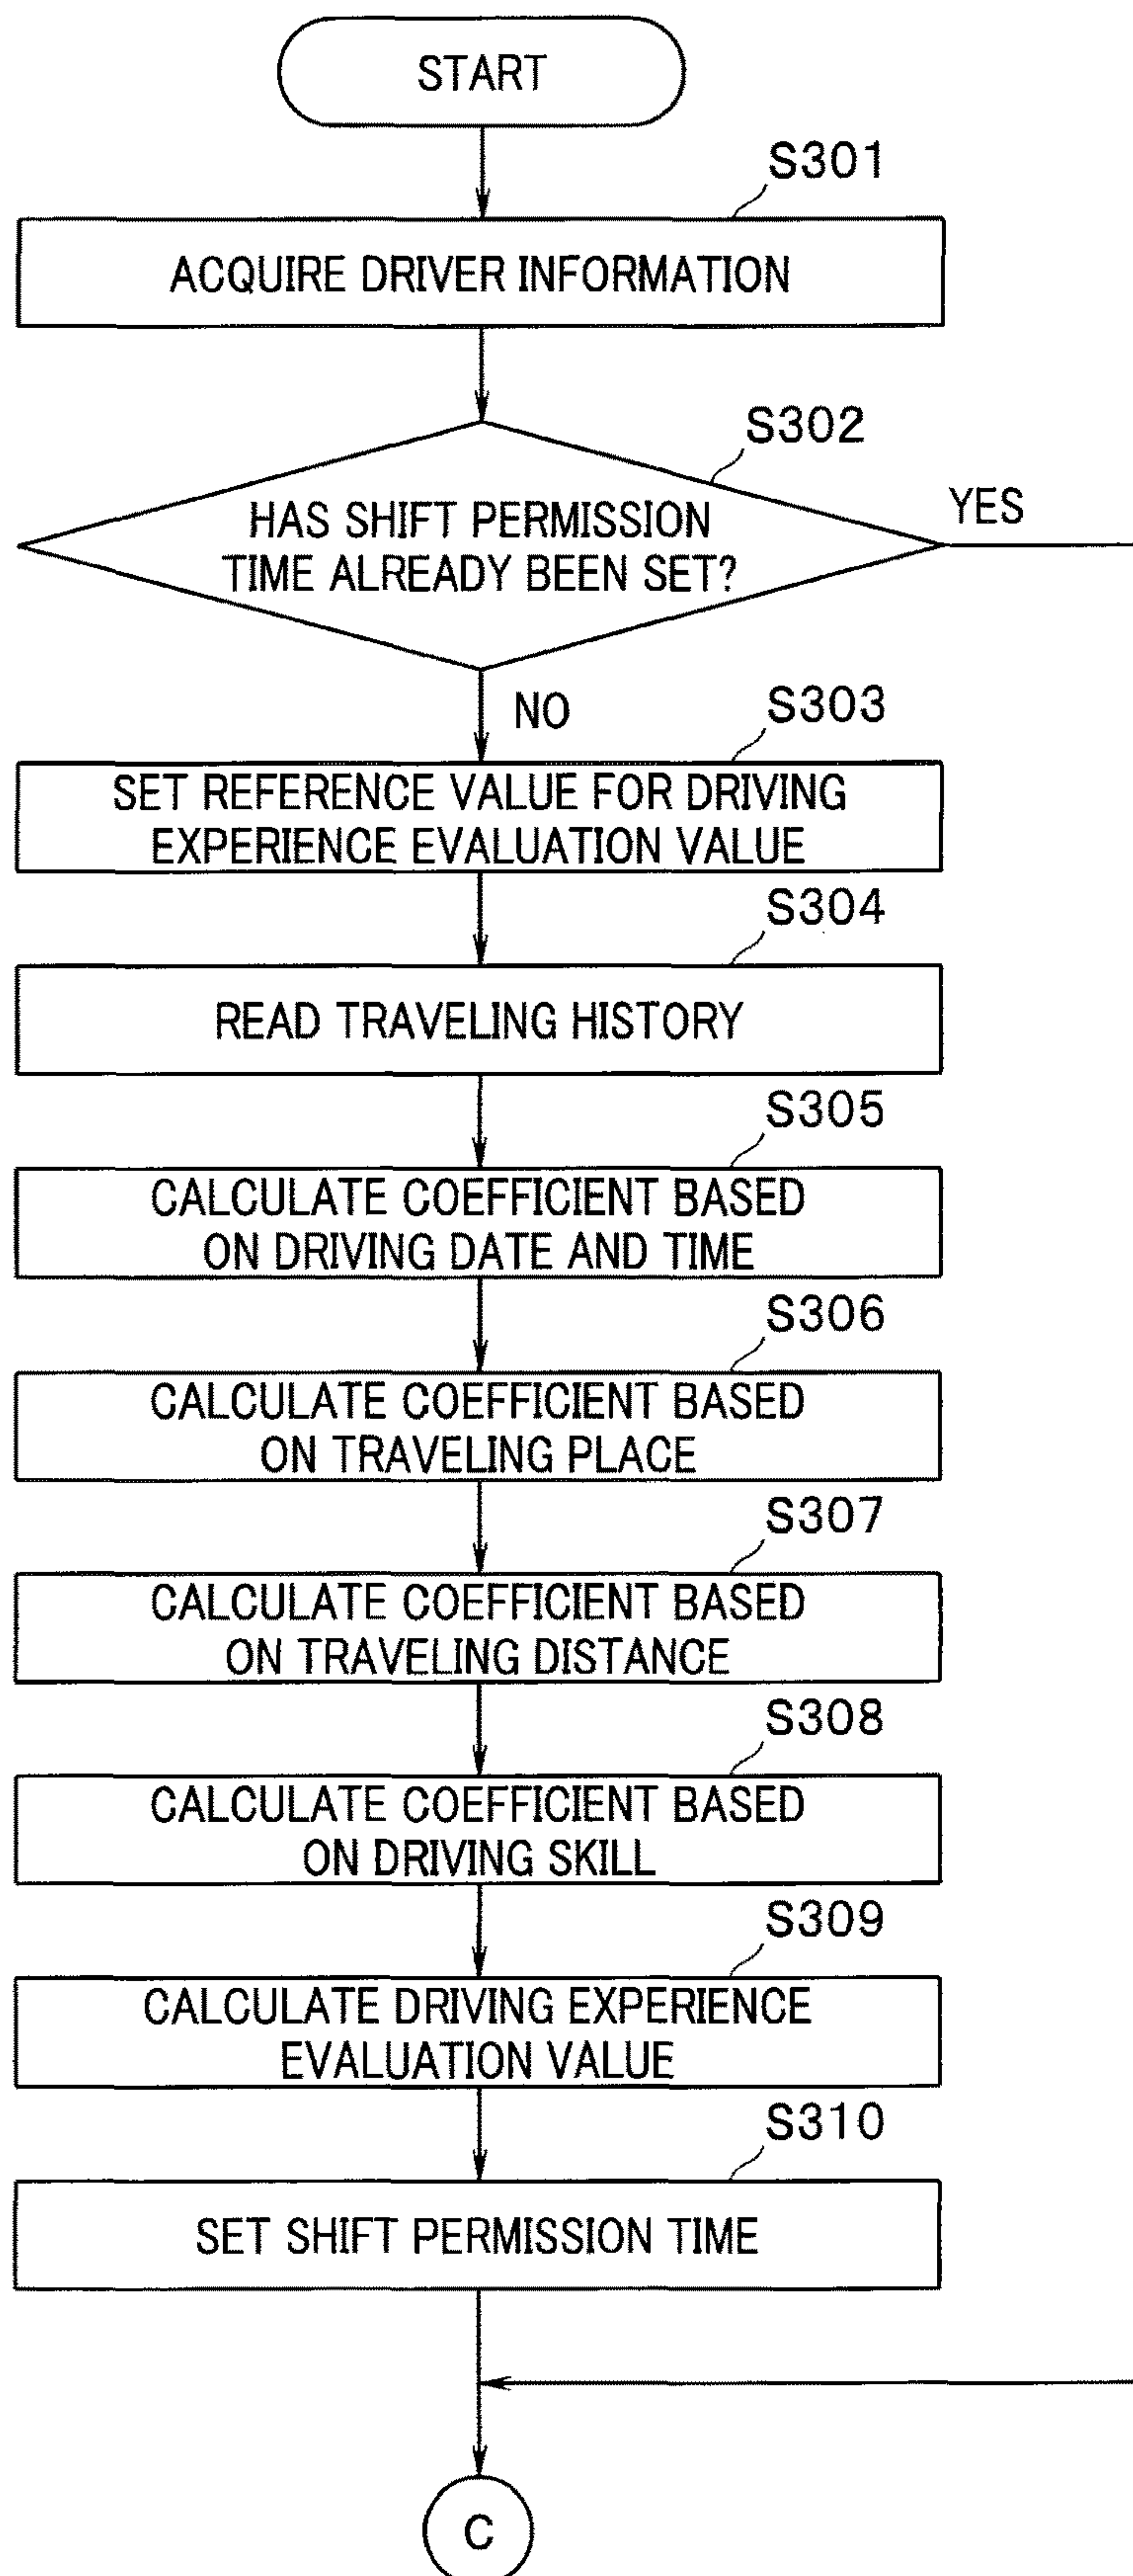 START
S301
ACQUIRE DRIVER INFORMATION
S302
HAS SHIFT PERMISSION
TIME ALREADY BEEN SET?
YES
NO
S303
SET REFERENCE VALUE FOR DRIVING
EXPERIENCE EVALUATION VALUE
S304
READ TRAVELING HISTORY
S305
CALCULATE COEFFICIENT BASED
ON DRIVING DATE AND TIME
S306
CALCULATE COEFFICIENT BASED
ON TRAVELING PLACE
S307
CALCULATE COEFFICIENT BASED
ON TRAVELING DISTANCE
S308
CALCULATE COEFFICIENT BASED
ON DRIVING SKILL
S309
CALCULATE DRIVING EXPERIENCE
EVALUATION VALUE
S310
SET SHIFT PERMISSION TIME
C